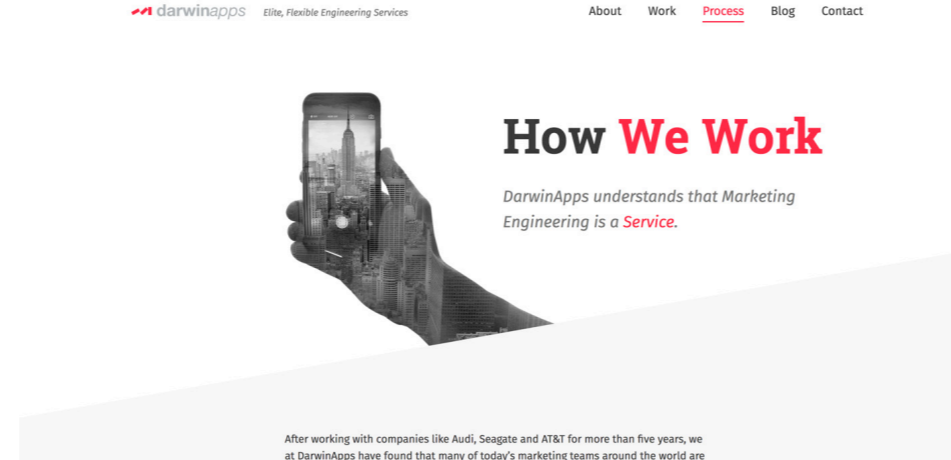 darwinapps
Elite, Flexible Engineering Services
About
Work
Process
Blog
Contact
How We Work
DarwinApps understands that Marketing
Engineering is a Service.
After working with companies like Audi, Seagate and AT&T for more than five years, we
at DarwinApps have found that many of today's marketing teams around the world are